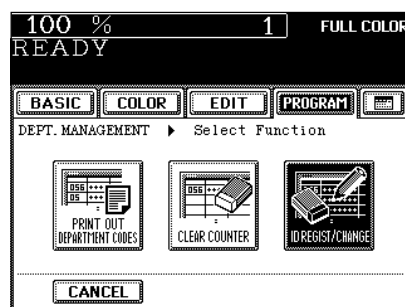 100 % 1 FULL COLOR
READY
BASIC COLOR EDIT PROGRAM
DEPT. MANAGEMENT ▶ Select Function
PRINT OUT DEPARTMENT CODES
CLEAR COUNTER
ID REGIST/CHANGE
CANCEL